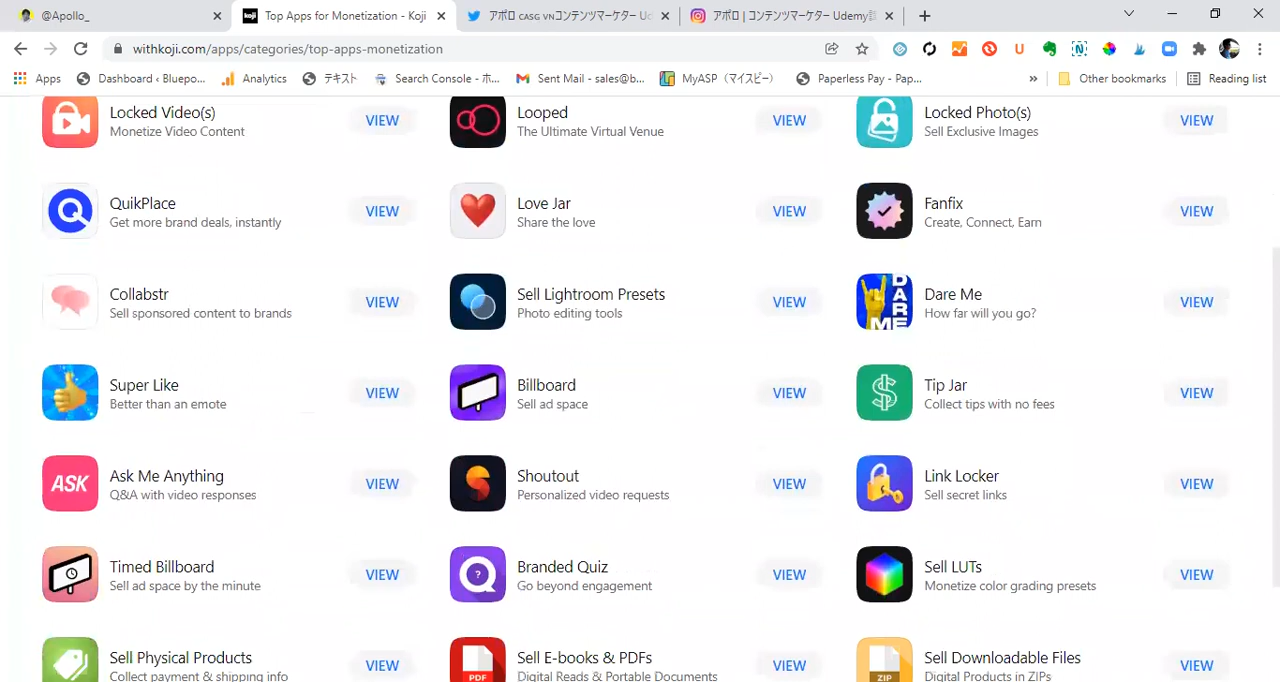 @Apollo_
koji
Top Apps for Monetization - Koji
アポロ CASG VNコンテンツマーケター Ud
アポロ | コンテンツマーケター Udemy
withkoji.com/apps/categories/top-apps-monetization
Apps
Dashboard ‹ Bluepo...
Analytics
テキスト
Search Console - ホ...
Sent Mail - sales@b...
MyASP（マイスピー）
Paperless Pay - Pap...
»
Other bookmarks
Reading list
Locked Video(s)
Monetize Video Content
VIEW
Looped
The Ultimate Virtual Venue
VIEW
Locked Photo(s)
Sell Exclusive Images
VIEW
QuikPlace
Get more brand deals, instantly
VIEW
Love Jar
Share the love
VIEW
Fanfix
Create, Connect, Earn
VIEW
Collabstr
Sell sponsored content to brands
VIEW
Sell Lightroom Presets
Photo editing tools
VIEW
DARE ME
Dare Me
How far will you go?
VIEW
Super Like
Better than an emote
VIEW
Billboard
Sell ad space
VIEW
Tip Jar
Collect tips with no fees
VIEW
ASK
Ask Me Anything
Q&A with video responses
VIEW
Shoutout
Personalized video requests
VIEW
Link Locker
Sell secret links
VIEW
Timed Billboard
Sell ad space by the minute
VIEW
Branded Quiz
Go beyond engagement
VIEW
Sell LUTs
Monetize color grading presets
VIEW
Sell Physical Products
Collect payment & shipping info
VIEW
PDF
Sell E-books & PDFs
Digital Reads & Portable Documents
VIEW
ZIP
Sell Downloadable Files
Digital Products in ZIPs
VIEW